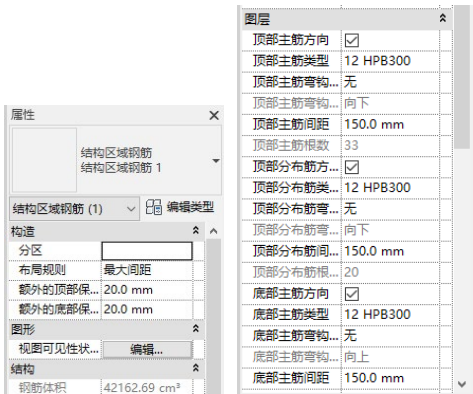 属性
结构区域钢筋
结构区域钢筋 1
结构区域钢筋 (1)
编辑类型
构造
分区
布局规则 最大间距
额外的顶部保... 20.0 mm
额外的底部保... 20.0 mm
图形
视图可见性状... 编辑...
结构
钢筋体积 42162.69 cm³
图层
顶部主筋方向
顶部主筋类型 12 HPB300
顶部主筋弯钩... 无
顶部主筋弯钩... 向下
顶部主筋间距 150.0 mm
顶部主筋根数 33
顶部分布筋方...
顶部分布筋类... 12 HPB300
顶部分布筋弯... 无
顶部分布筋弯... 向下
顶部分布筋间... 150.0 mm
顶部分布筋根... 20
底部主筋方向
底部主筋类型 12 HPB300
底部主筋弯钩... 无
底部主筋弯钩... 向上
底部主筋间距 150.0 mm